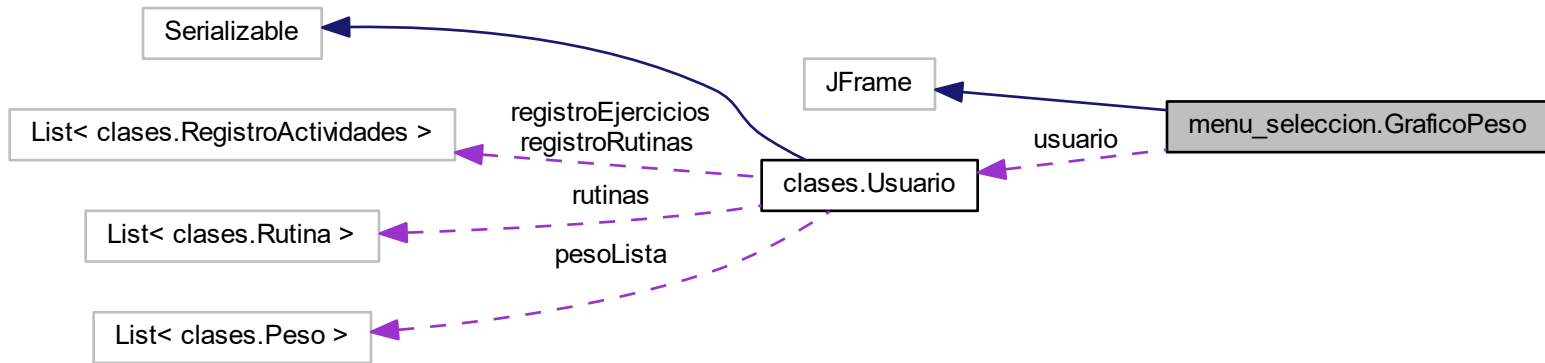 Serializable
JFrame
List< clases.RegistroActividades >
registroEjercicios
registroRutinas
usuario
menu_seleccion.GraficoPeso
clases.Usuario
rutinas
List< clases.Rutina >
pesoLista
List< clases.Peso >